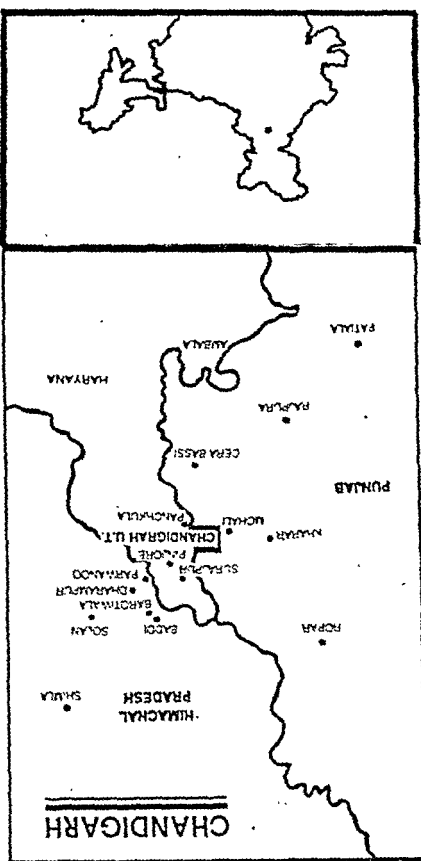 CHANDIGARH
HIMACHAL
PRADESH
SHIMLA
ROPAR
BADDI
SOLAN
BAROTIWALA
DHARAMPUR
PARWANOO
SURAJPUR
PINJORE
CHANDIGRAH U.T.
KHARAR
MOHALI
PANCHKULA
PUNJAB
DERA BASSI
RAJPURA
HARYANA
AMBALA
PATIALA